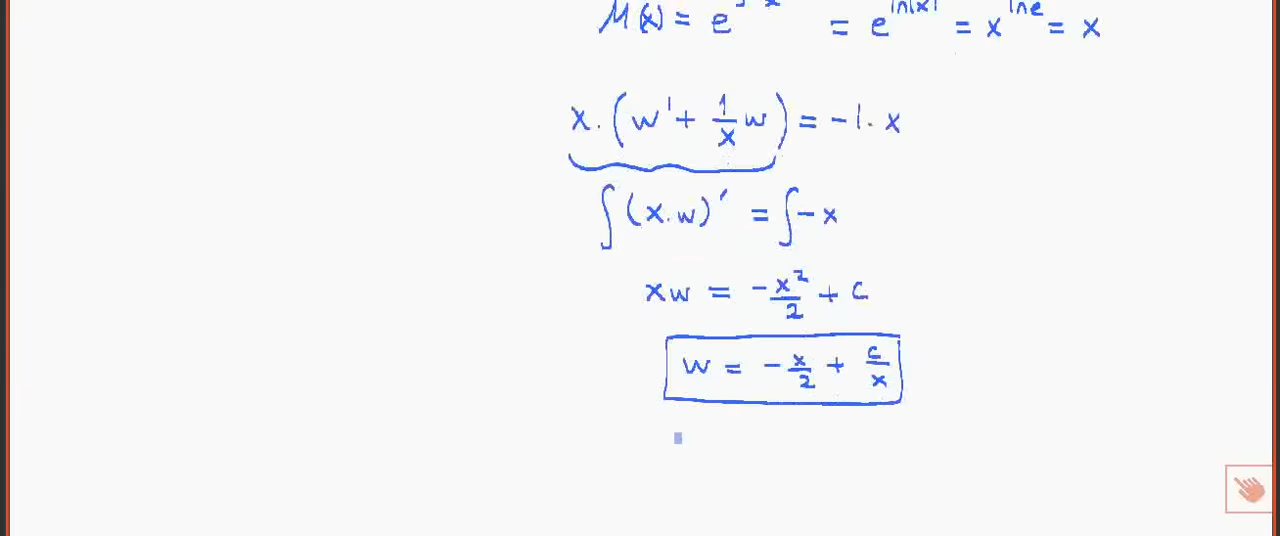 M(x) = e = e^ln|x| = x^ln e = x
x · (w' + 1/x w) = -1 · x
∫ (x.w)' = ∫ -x
xw = -x²/2 + c
w = -x/2 + c/x